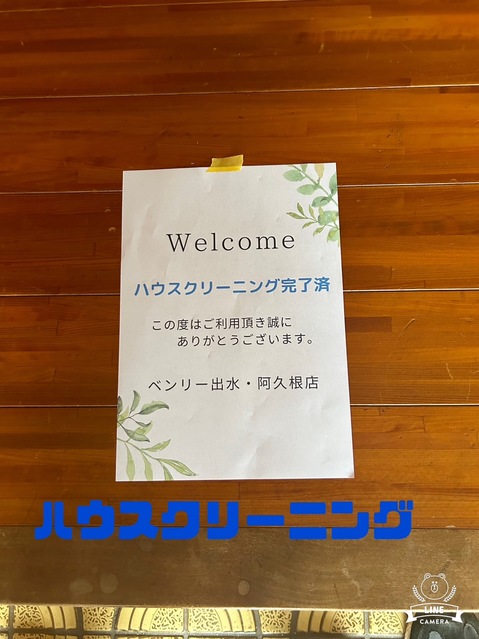 Welcome
ハウスクリーニング完了済
この度はご利用頂き誠に
ありがとうございます。
ベンリー出水・阿久根店
ハウスクリーニング
LINE
CAMERA